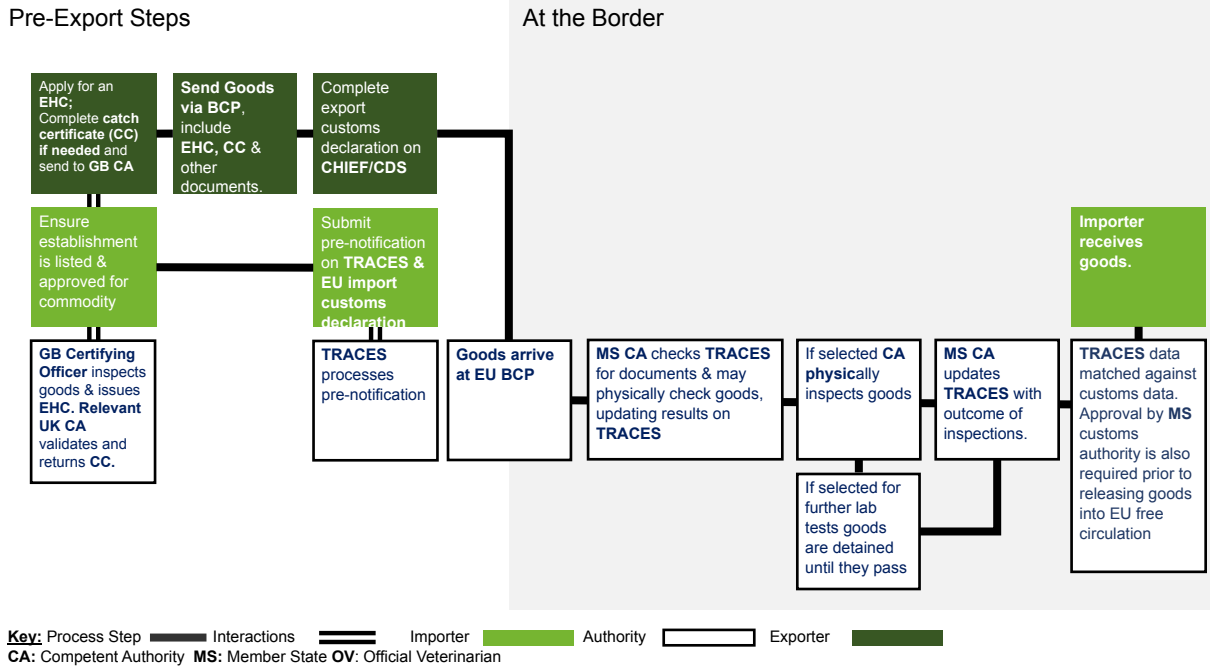 Pre-Export Steps
At the Border
Apply for an
EHC;
Complete catch
certificate (CC)
if needed and
send to GB CA
Send Goods
via BCP,
include
EHC, CC &
other
documents.
Complete
export
customs
declaration on
CHIEF/CDS
Ensure
establishment
is listed &
approved for
commodity
Submit
pre-notification
on TRACES &
EU import
customs
declaration
Importer
receives
goods.
GB Certifying
Officer inspects
goods & issues
EHC. Relevant
UK CA
validates and
returns CC.
TRACES
processes
pre-notification
Goods arrive
at EU BCP
MS CA checks TRACES
for documents & may
physically check goods,
updating results on
TRACES
If selected CA
physically
inspects goods
MS CA
updates
TRACES with
outcome of
inspections.
TRACES data
matched against
customs data.
Approval by MS
customs
authority is also
required prior to
releasing goods
into EU free
circulation
If selected for
further lab
tests goods
are detained
until they pass
Key: Process Step Interactions Importer Authority Exporter
CA: Competent Authority MS: Member State OV: Official Veterinarian